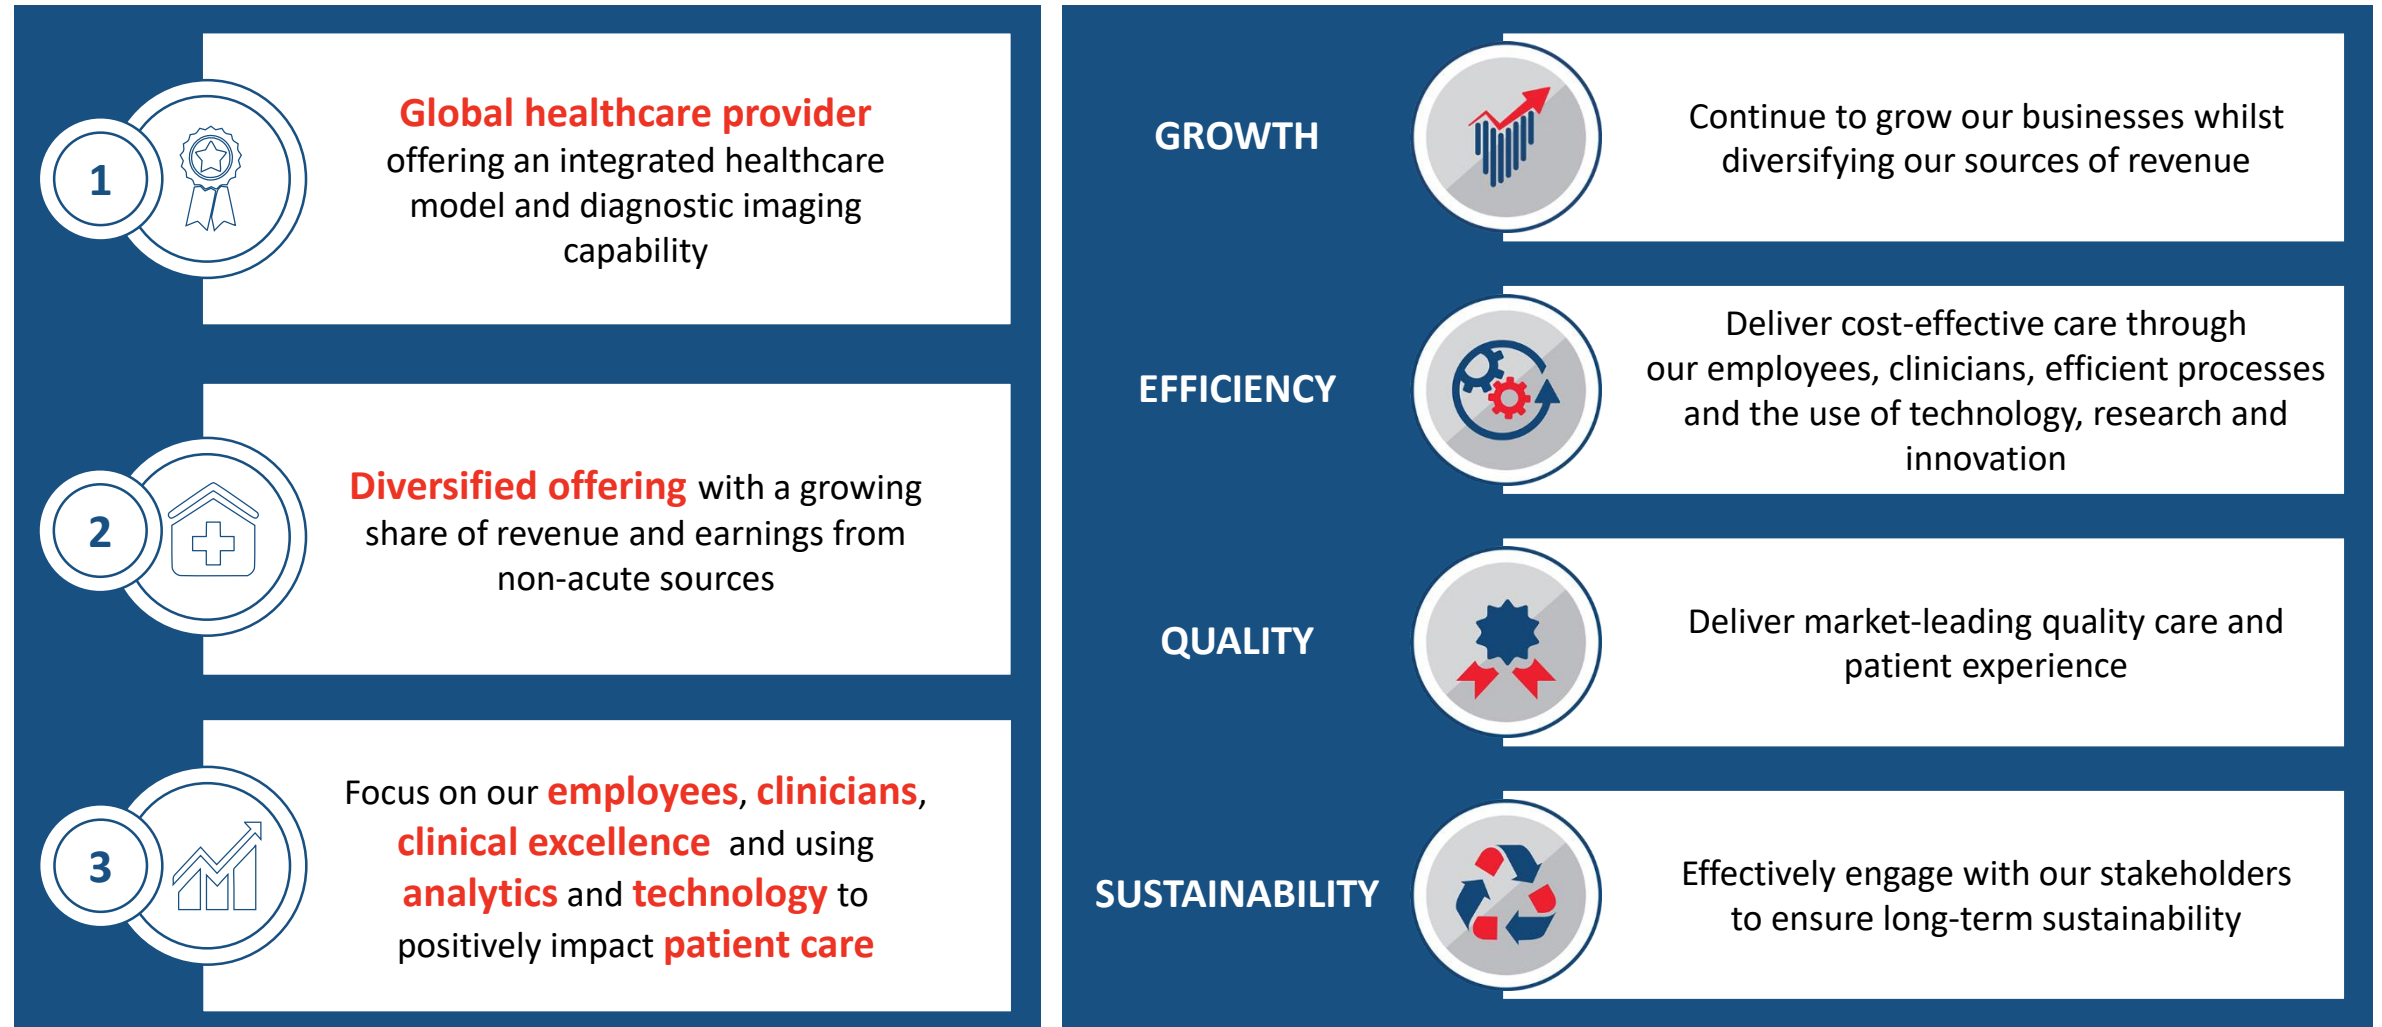 1
Global healthcare provider
offering an integrated healthcare
model and diagnostic imaging
capability
2
Diversified offering with a growing
share of revenue and earnings from
non-acute sources
3
Focus on our employees, clinicians,
clinical excellence and using
analytics and technology to
positively impact patient care
GROWTH
Continue to grow our businesses whilst
diversifying our sources of revenue
EFFICIENCY
Deliver cost-effective care through
our employees, clinicians, efficient processes
and the use of technology, research and
innovation
QUALITY
Deliver market-leading quality care and
patient experience
SUSTAINABILITY
Effectively engage with our stakeholders
to ensure long-term sustainability